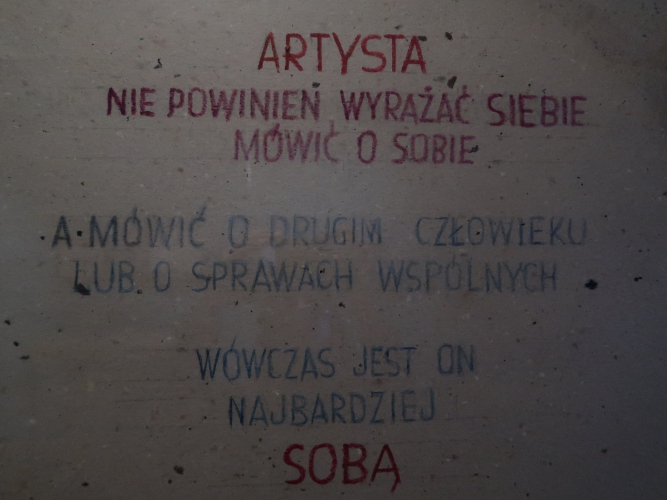 ARTYSTA
NIE POWINIEN WYRAŻAĆ SIEBIE
MÓWIĆ O SOBIE
A MÓWIĆ O DRUGIM CZŁOWIEKU
LUB O SPRAWACH WSPÓLNYCH
WÓWCZAS JEST ON
NAJBARDZIEJ
SOBĄ